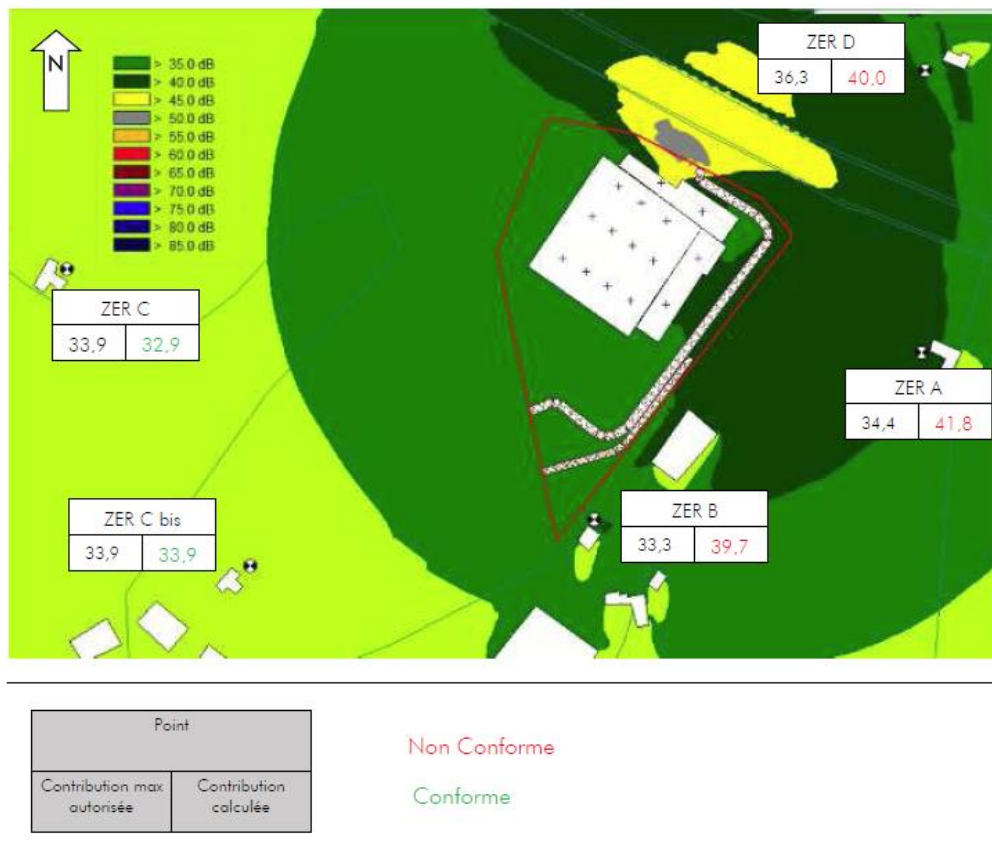 N
> 35.0 dB
> 40.0 dB
> 45.0 dB
> 50.0 dB
> 55.0 dB
> 60.0 dB
> 65.0 dB
> 70.0 dB
> 75.0 dB
> 80.0 dB
> 85.0 dB
ZER D
36,3 40,0
ZER C
33,9 32,9
ZER A
34,4 41,8
ZER C bis
33,9 33,9
ZER B
33,3 39,7
Point
Contribution max autorisée
Contribution calculée
Non Conforme
Conforme